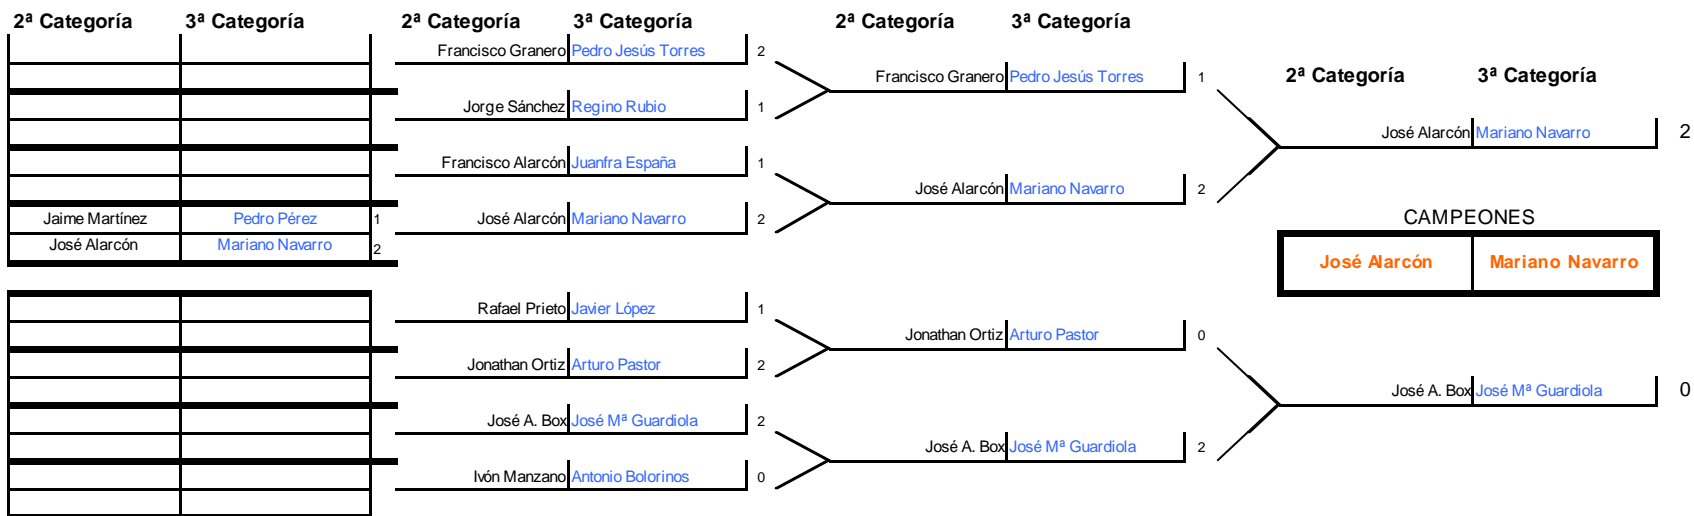 2ª Categoría 3ª Categoría 2ª Categoría 3ª Categoría 2ª Categoría 3ª Categoría
Francisco Granero Pedro Jesús Torres 2
Francisco Granero Pedro Jesús Torres 1 2ª Categoría 3ª Categoría
Jorge Sánchez Regino Rubio 1
José Alarcón Mariano Navarro 2
Francisco Alarcón Juanfra España 1
José Alarcón Mariano Navarro 2
Jaime Martínez Pedro Pérez 1 José Alarcón Mariano Navarro 2 CAMPEONES
José Alarcón Mariano Navarro 2
José Alarcón Mariano Navarro
Rafael Prieto Javier López 1
Jonathan Ortiz Arturo Pastor 0
Jonathan Ortiz Arturo Pastor 2
José A. Box José Mª Guardiola 0
José A. Box José Mª Guardiola 2
José A. Box José Mª Guardiola 2
Ivón Manzano Antonio Bolorinos 0